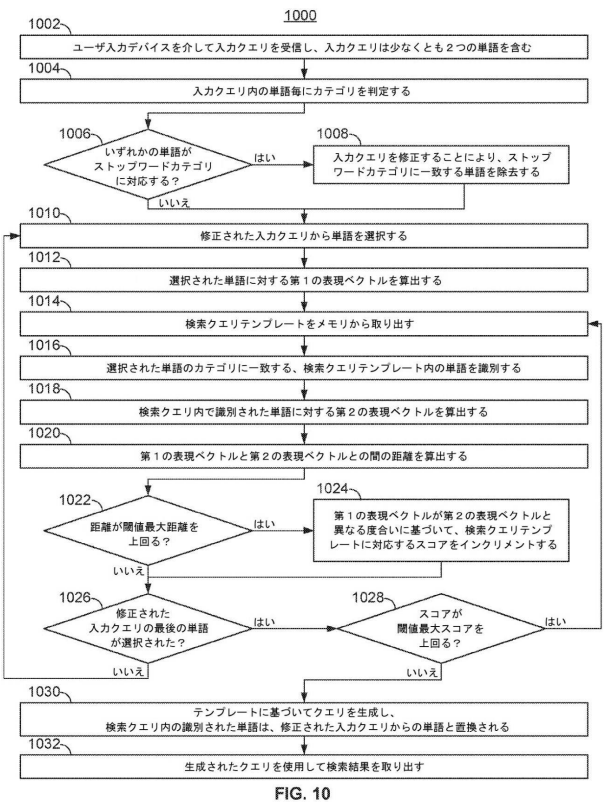 1000
1002
ユーザ入力デバイスを介して入力クエリを受信し、入力クエリは少なくとも2つの単語を含む
1004
入力クエリ内の単語毎にカテゴリを判定する
1006
いずれかの単語が
ストップワードカテゴリ
に対応する?
はい
いいえ
1008
入力クエリを修正することにより、ストップ
ワードカテゴリに一致する単語を除去する
1010
修正された入力クエリから単語を選択する
1012
選択された単語に対する第1の表現ベクトルを算出する
1014
検索クエリテンプレートをメモリから取り出す
1016
選択された単語のカテゴリに一致する、検索クエリテンプレート内の単語を識別する
1018
検索クエリ内で識別された単語に対する第2の表現ベクトルを算出する
1020
第1の表現ベクトルと第2の表現ベクトルとの間の距離を算出する
1022
距離が閾値最大距離を
上回る?
はい
いいえ
1024
第1の表現ベクトルが第2の表現ベクトルと
異なる度合いに基づいて、検索クエリテンプ
レートに対応するスコアをインクリメントする
1026
修正された
入力クエリの最後の単語
が選択された?
はい
いいえ
1028
スコアが
閾値最大スコアを
上回る?
はい
いいえ
1030
テンプレートに基づいてクエリを生成し、
検索クエリ内の識別された単語は、修正された入力クエリからの単語と置換される
1032
生成されたクエリを使用して検索結果を取り出す
FIG. 10